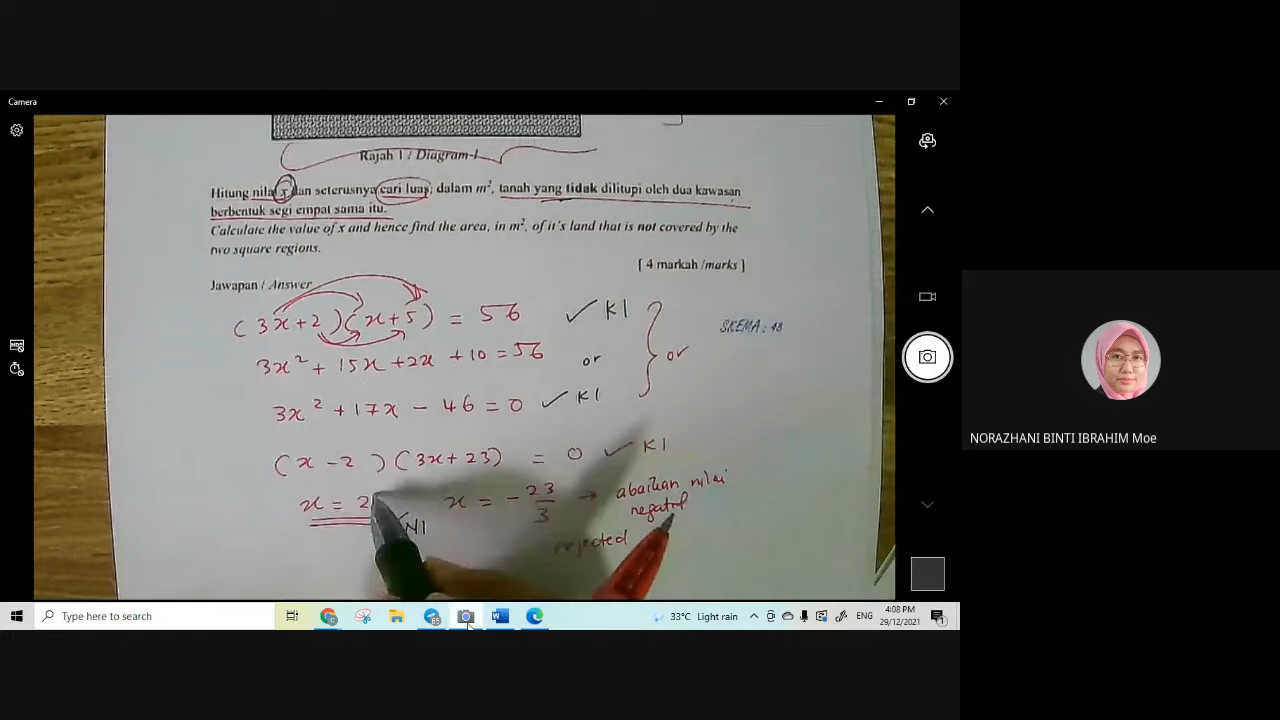 Camera
Rajah 1 / Diagram 1
Hitung nilai x dan seterusnya cari luas, dalam m², tanah yang tidak dilitupi oleh dua kawasan
berbentuk segi empat sama itu.
Calculate the value of x and hence find the area, in m², of it's land that is not covered by the
two square regions.
[ 4 markah /marks ]
Jawapan / Answer
(3x+2)(x+5) = 56 ✓ K1
SKEMA : 48
3x² + 15x + 2x + 10 = 56 or
or
3x² + 17x - 46 = 0 ✓ K1
(x - 2 )(3x + 23) = 0 ✓ K1
x = 2 x = -23/3 → abaikan nilai
negatif
✓ N1
rejected
NORAZHANI BINTI IBRAHIM Moe
Type here to search
33°C Light rain
ENG
4:08 PM
29/12/2021